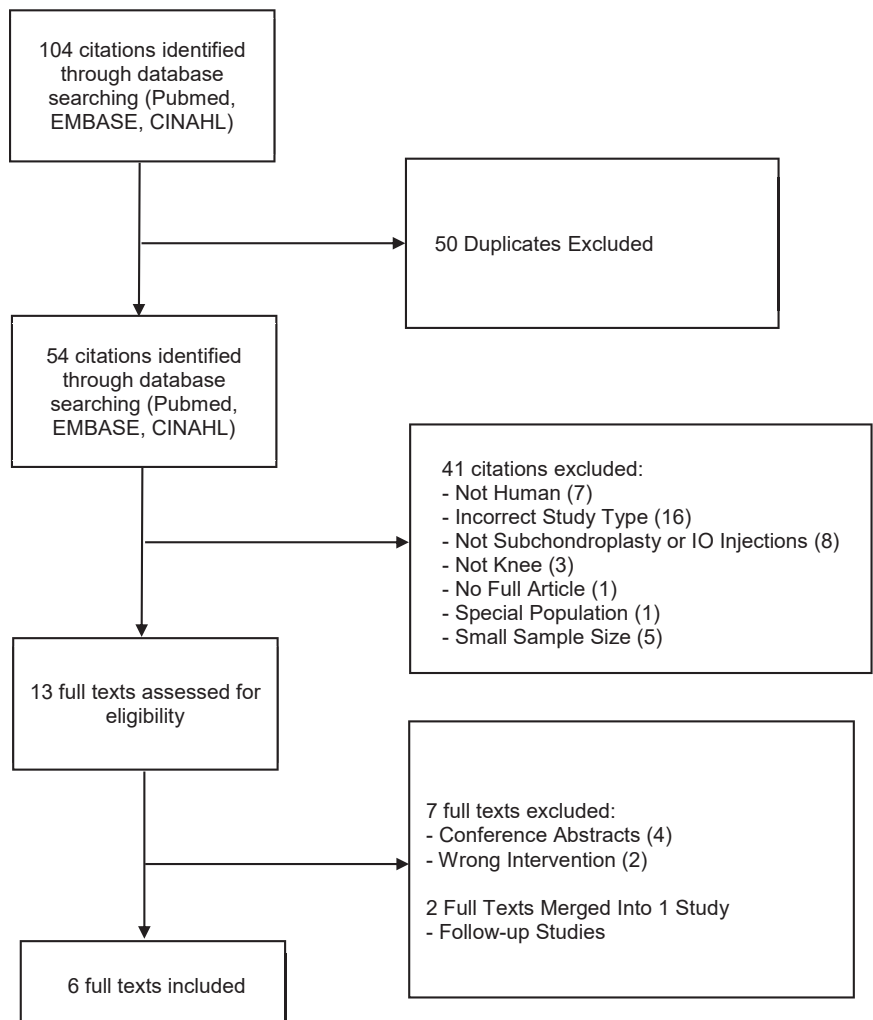 104 citations identified
through database
searching (Pubmed,
EMBASE, CINAHL)
50 Duplicates Excluded
54 citations identified
through database
searching (Pubmed,
EMBASE, CINAHL)
41 citations excluded:
- Not Human (7)
- Incorrect Study Type (16)
- Not Subchondroplasty or IO Injections (8)
- Not Knee (3)
- No Full Article (1)
- Special Population (1)
- Small Sample Size (5)
13 full texts assessed for
eligibility
7 full texts excluded:
- Conference Abstracts (4)
- Wrong Intervention (2)
2 Full Texts Merged Into 1 Study
- Follow-up Studies
6 full texts included